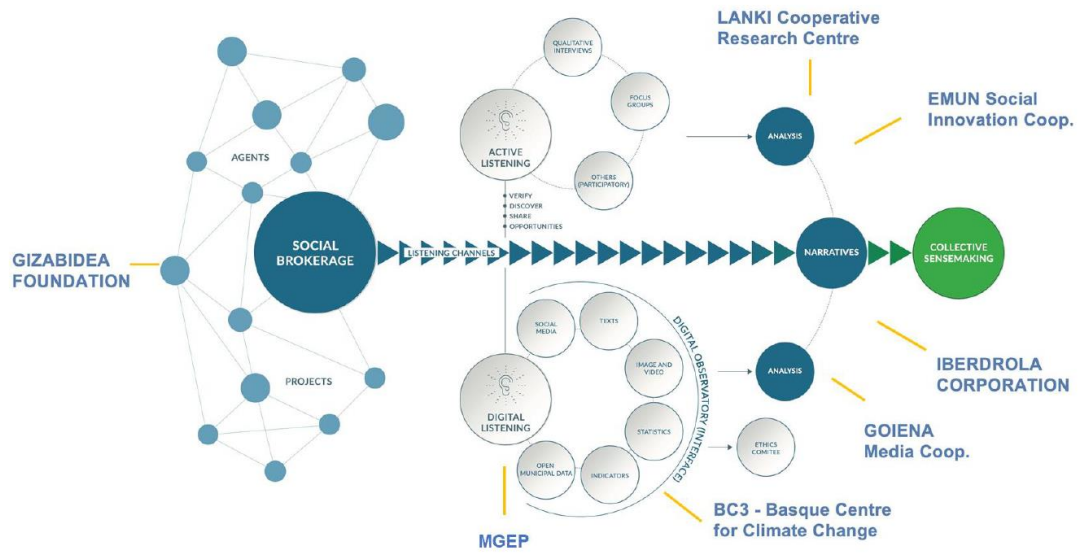 LANKI Cooperative
Research Centre
EMUN Social
Innovation Coop.
QUALITATIVE
INTERVIEWS
FOCUS
GROUPS
ACTIVE
LISTENING
OTHERS
(PARTICIPATORY)
ANALYSIS
AGENTS
VERIFY
DISCOVER
SHARE
OPPORTUNITIES
GIZABIDEA
FOUNDATION
SOCIAL
BROKERAGE
LISTENING CHANNELS
NARRATIVES
COLLECTIVE
SENSEMAKING
PROJECTS
SOCIAL
MEDIA
TEXTS
IMAGE AND
VIDEO
STATISTICS
INDICATORS
OPEN
MUNICIPAL DATA
DIGITAL
LISTENING
DIGITAL OBSERVATORY (INTERFACE)
ANALYSIS
ETHICS
COMITEE
IBERDROLA
CORPORATION
GOIENA
Media Coop.
BC3 - Basque Centre
for Climate Change
MGEP